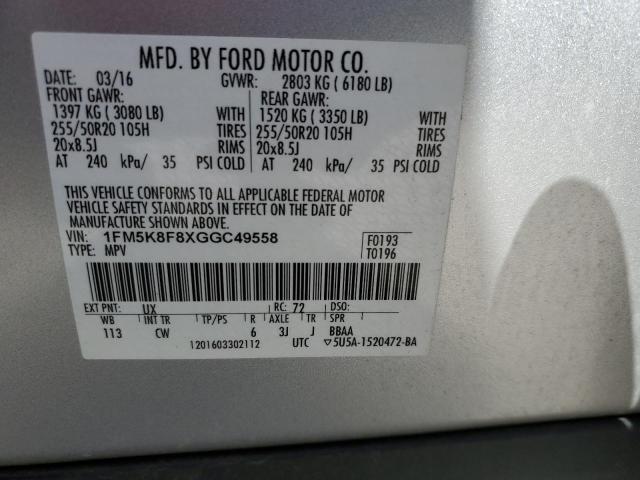 MFD. BY FORD MOTOR CO.
DATE: 03/16 GVWR: 2803 KG ( 6180 LB)
FRONT GAWR: REAR GAWR:
1397 KG ( 3080 LB) WITH 1520 KG ( 3350 LB) WITH
255/50R20 105H TIRES 255/50R20 105H TIRES
20x8.5J RIMS 20x8.5J RIMS
AT 240 kPa/ 35 PSI COLD AT 240 kPa/ 35 PSI COLD
THIS VEHICLE CONFORMS TO ALL APPLICABLE FEDERAL MOTOR
VEHICLE SAFETY STANDARDS IN EFFECT ON THE DATE OF
MANUFACTURE SHOWN ABOVE.
VIN: 1FM5K8F8XGGC49558 F0193
TYPE: MPV T0196
EXT PNT: UX RC: 72 DSO:
WB INT TR TP/PS R AXLE TR SPR
113 CW 6 3J J BBAA
1201603302112 UTC ▽5U5A-1520472-BA